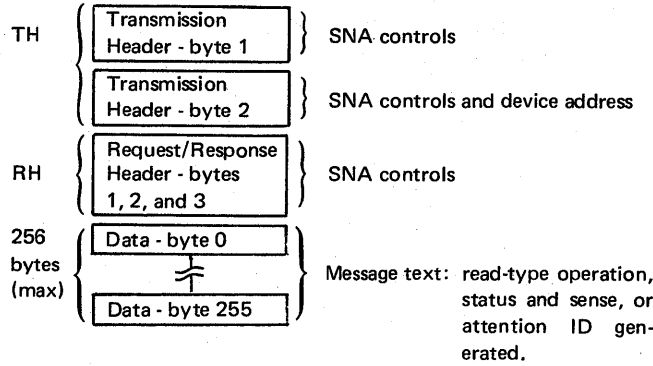 TH
Transmission
Header - byte 1
SNA controls
Transmission
Header - byte 2
SNA controls and device address
RH
Request/Response
Header - bytes
1, 2, and 3
SNA controls
256
bytes
(max)
Data - byte 0
Data - byte 255
Message text: read-type operation,
status and sense, or
attention ID gen-
erated.